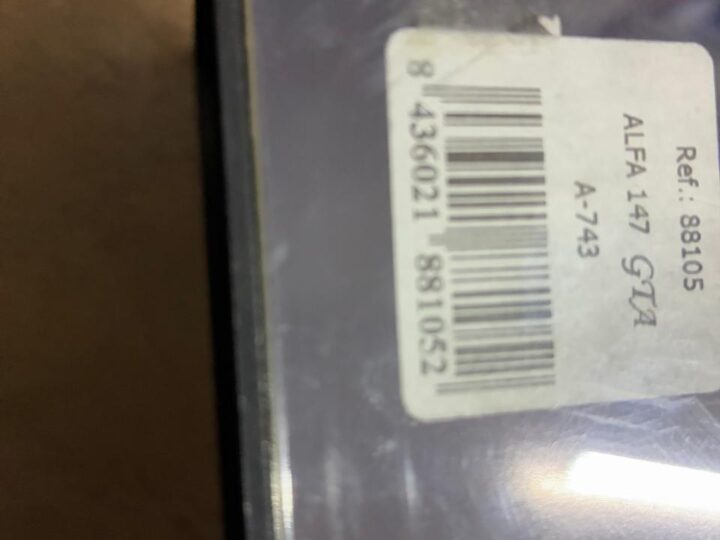 Ref.: 88105
ALFA 147 GTA
A-743
8 436021 881052